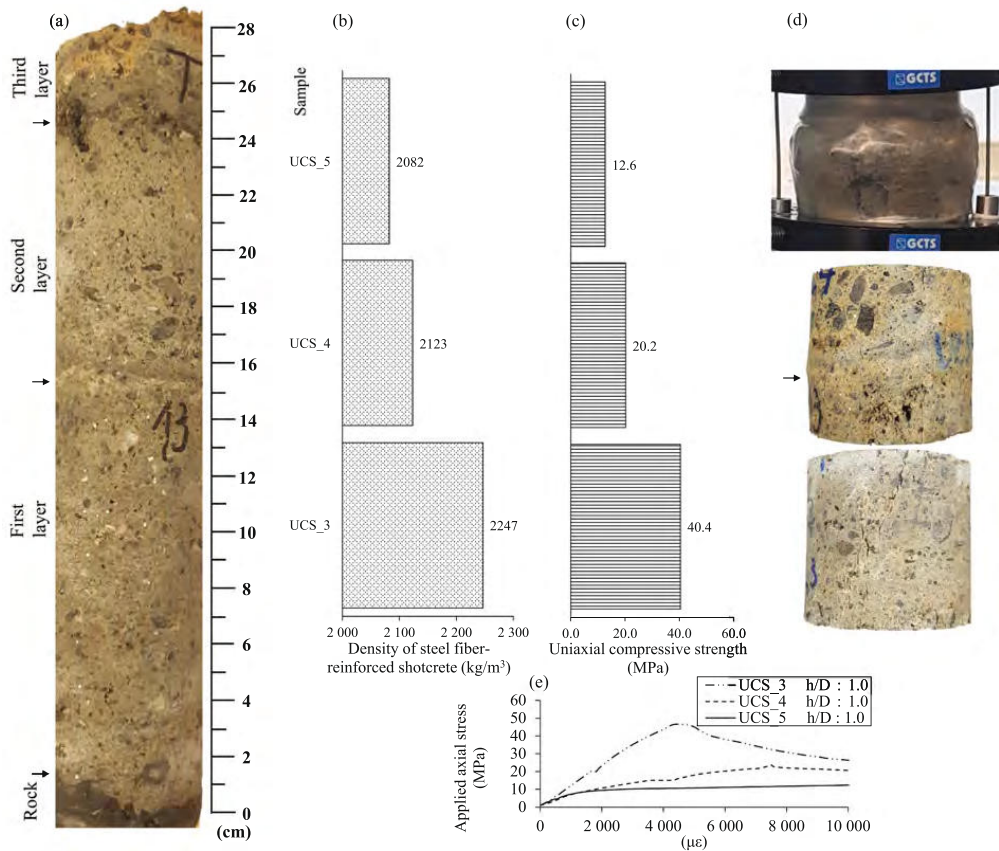 (a)
Third
layer
Second
layer
First
layer
Rock
T
13
28
26
24
22
20
18
16
14
12
10
8
6
4
2
0
(cm)
(b)
Sample
UCS_5
2082
UCS_4
2123
UCS_3
2247
2 000
2 100
2 200
2 300
Density of steel fiber-
reinforced shotcrete (kg/m³)
(c)
12.6
20.2
40.4
0.0
20.0
40.0
60.0
Uniaxial compressive strength
(MPa)
(d)
GCTS
GCTS
(e)
UCS_3 h/D : 1.0
UCS_4 h/D : 1.0
UCS_5 h/D : 1.0
Applied axial stress
(MPa)
60
50
40
30
20
10
0
0
2 000
4 000
6 000
8 000
10 000
(με)